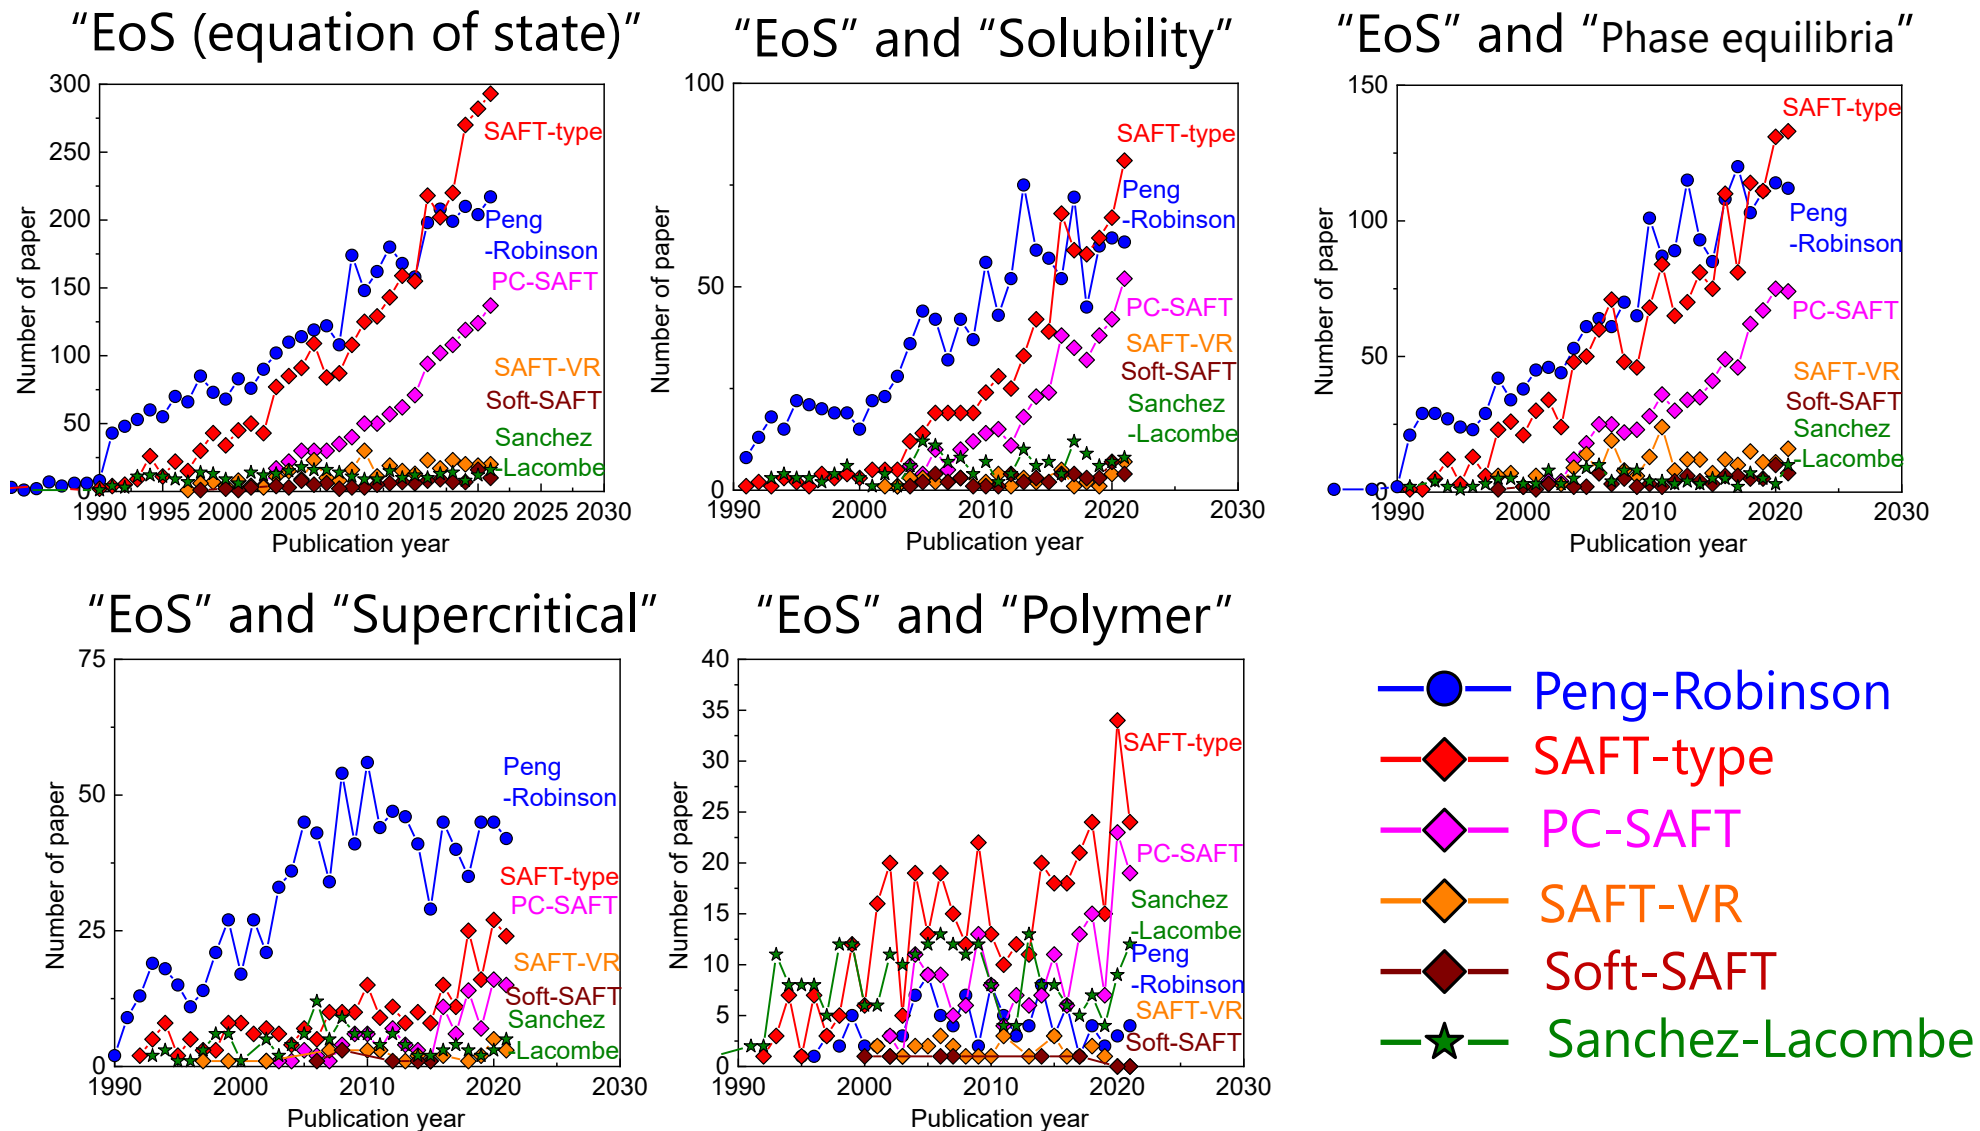 “EoS (equation of state)”
300
250
200
150
100
50
0
1990 1995 2000 2005 2010 2015 2020 2025 2030
Number of paper
Publication year
SAFT-type
Peng
-Robinson
PC-SAFT
SAFT-VR
Soft-SAFT
Sanchez
-Lacombe
“EoS” and “Solubility”
100
50
0
1990 2000 2010 2020 2030
Number of paper
Publication year
SAFT-type
Peng
-Robinson
PC-SAFT
SAFT-VR
Soft-SAFT
Sanchez
-Lacombe
“EoS” and “Phase equilibria”
150
100
50
0
1990 2000 2010 2020 2030
Number of paper
Publication year
SAFT-type
Peng
-Robinson
PC-SAFT
SAFT-VR
Soft-SAFT
Sanchez
-Lacombe
“EoS” and “Supercritical”
75
50
25
0
1990 2000 2010 2020 2030
Number of paper
Publication year
Peng
-Robinson
SAFT-type
PC-SAFT
SAFT-VR
Soft-SAFT
Sanchez
-Lacombe
“EoS” and “Polymer”
40
35
30
25
20
15
10
5
0
1990 2000 2010 2020 2030
Number of paper
Publication year
SAFT-type
PC-SAFT
Sanchez
-Lacombe
Peng
-Robinson
SAFT-VR
Soft-SAFT
Peng-Robinson
SAFT-type
PC-SAFT
SAFT-VR
Soft-SAFT
Sanchez-Lacombe